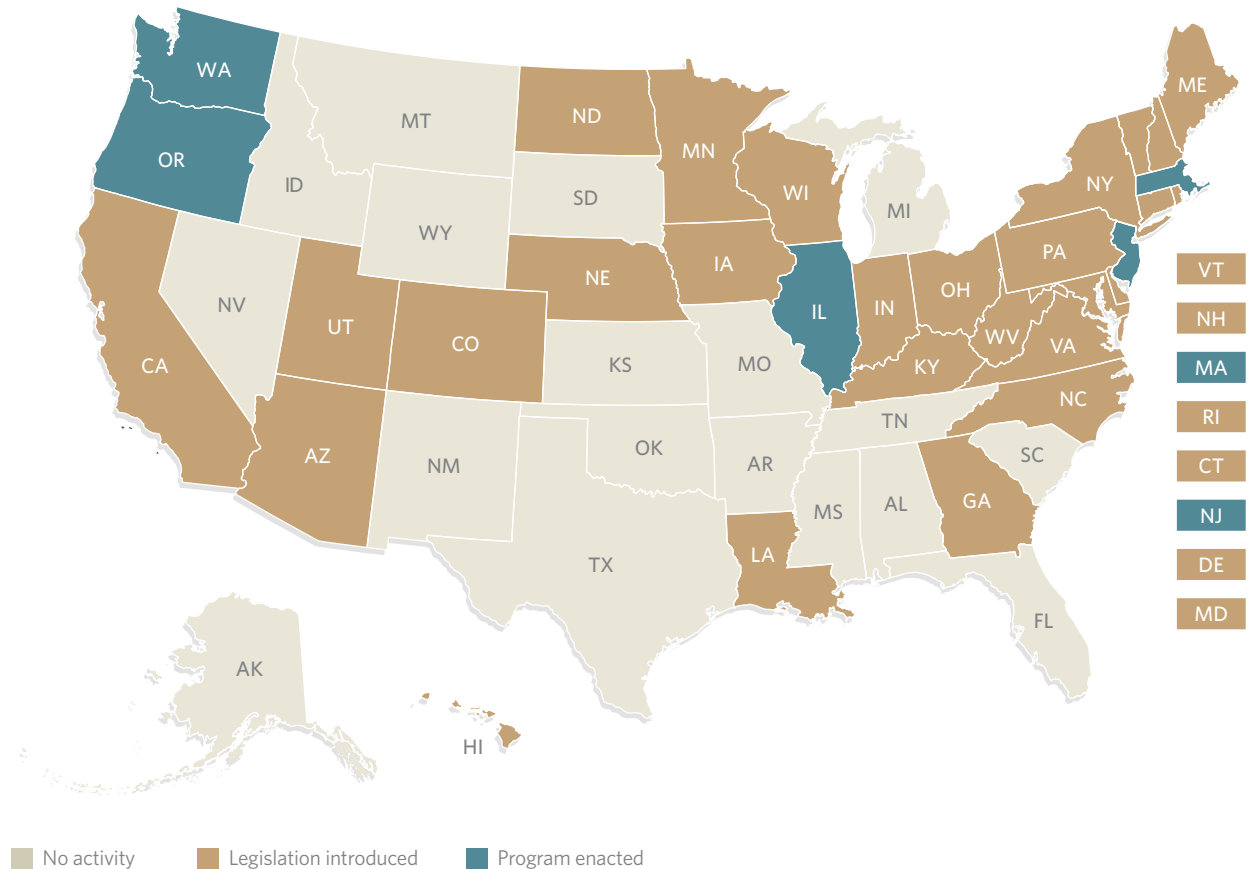 WA
ME
MT
ND
MN
OR
ID
SD
WI
NY
MI
WY
PA
IA
NE
OH
VT
NV
IL
IN
UT
NH
WV
CO
VA
CA
KS
MO
KY
MA
NC
RI
TN
OK
AZ
NM
AR
SC
CT
GA
MS
AL
NJ
LA
TX
DE
MD
FL
AK
HI
No activity
Legislation introduced
Program enacted